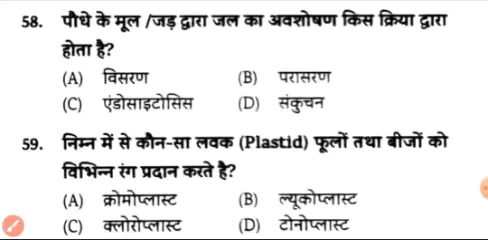 58. पौधे के मूल /जड़ द्वारा जल का अवशोषण किस क्रिया द्वारा
होता है?
(A) विसरण (B) परासरण
(C) एंडोसाइटोसिस (D) संकुचन
59. निम्न में से कौन-सा लवक (Plastid) फूलों तथा बीजों को
विभिन्न रंग प्रदान करते है?
(A) क्रोमोप्लास्ट (B) ल्यूकोप्लास्ट
(C) क्लोरोप्लास्ट (D) टोनोप्लास्ट